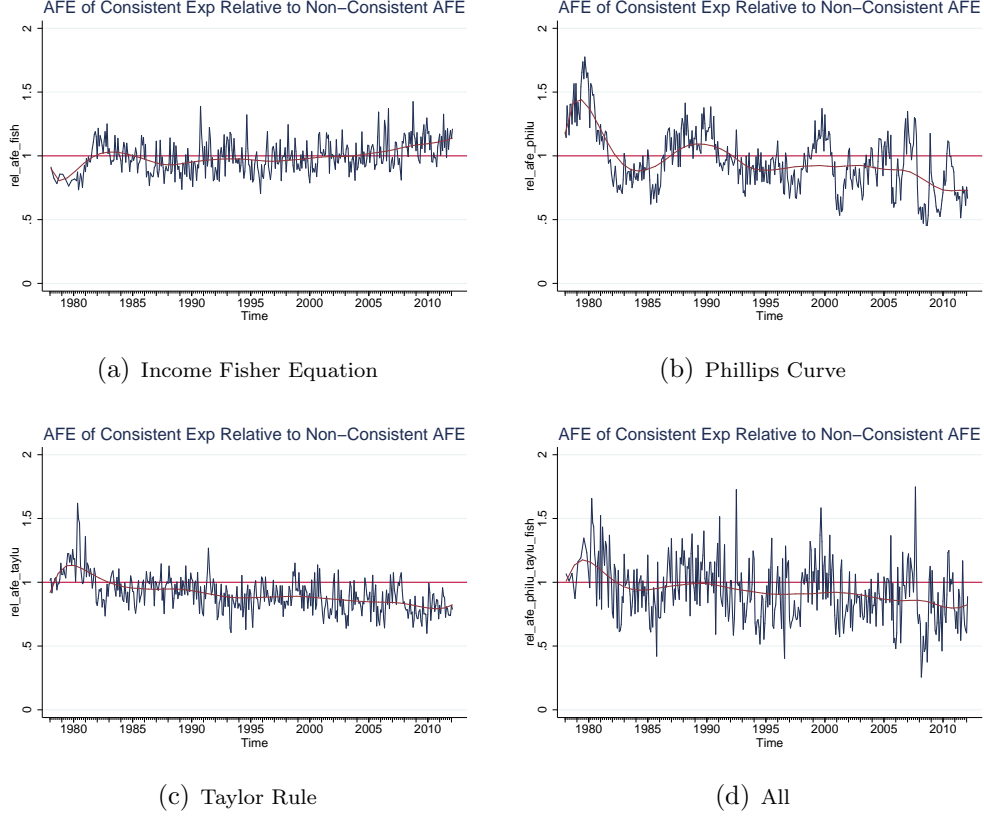 AFE of Consistent Exp Relative to Non−Consistent AFE
rel_afe_fish
0 .5 1 1.5 2
1980 1985 1990 1995 2000 2005 2010
Time
(a) Income Fisher Equation
AFE of Consistent Exp Relative to Non−Consistent AFE
rel_afe_philu
0 .5 1 1.5 2
1980 1985 1990 1995 2000 2005 2010
Time
(b) Phillips Curve
AFE of Consistent Exp Relative to Non−Consistent AFE
rel_afe_taylu
0 .5 1 1.5 2
1980 1985 1990 1995 2000 2005 2010
Time
(c) Taylor Rule
AFE of Consistent Exp Relative to Non−Consistent AFE
rel_afe_philu_taylu_fish
0 .5 1 1.5 2
1980 1985 1990 1995 2000 2005 2010
Time
(d) All